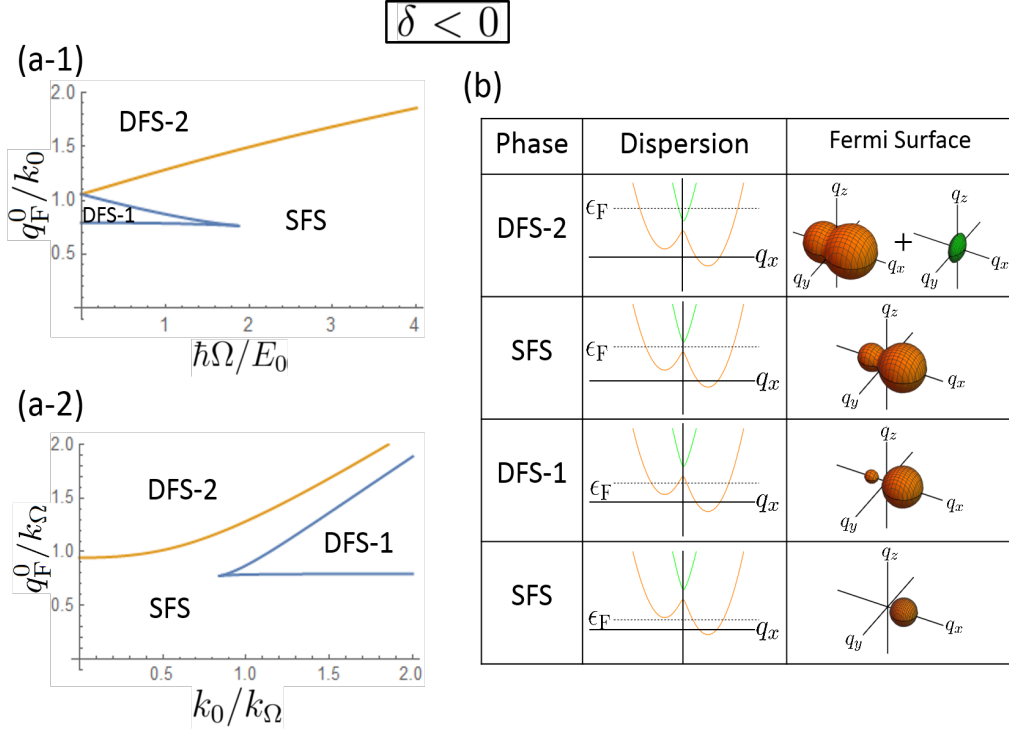 δ < 0
(a-1)
2.0
1.5
1.0
0.5
q_F^0/k_0
DFS-2
DFS-1
SFS
1
2
3
4
ħΩ/E_0
(a-2)
2.0
1.5
1.0
0.5
q_F^0/k_Ω
DFS-2
DFS-1
SFS
0.5
1.0
1.5
2.0
k_0/k_Ω
(b)
Phase Dispersion Fermi Surface
DFS-2 ϵ_F q_x q_z q_y q_x + q_z q_y q_x
SFS ϵ_F q_x q_z q_y q_x
DFS-1 ϵ_F q_x q_z q_y q_x
SFS ϵ_F q_x q_z q_y q_x